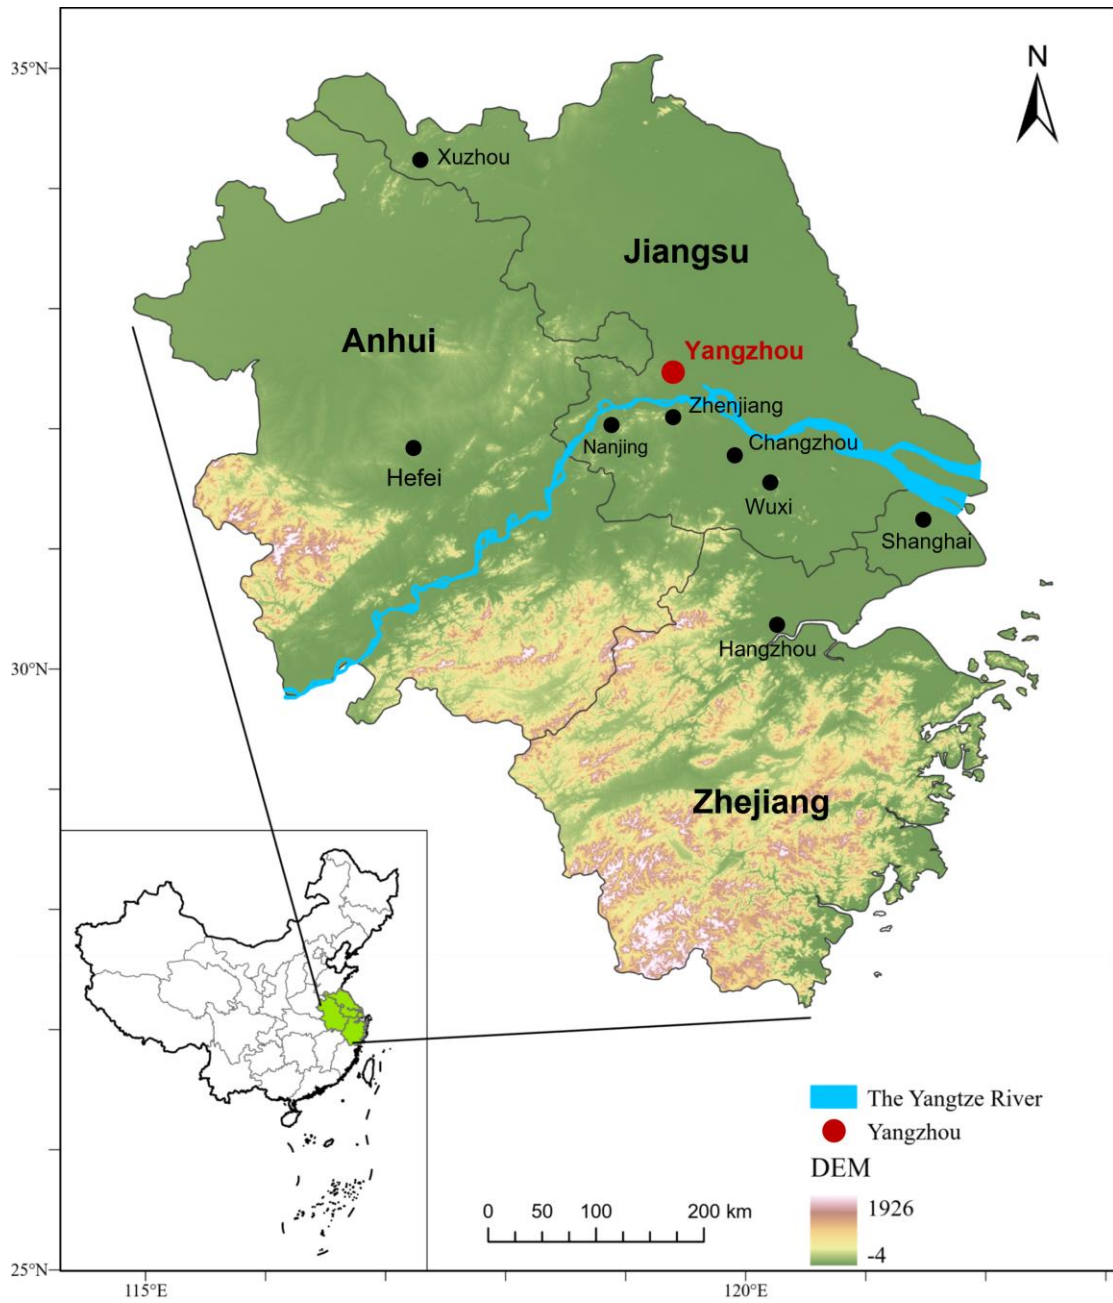 35°N
N
Xuzhou
Jiangsu
Anhui
Yangzhou
Zhenjiang
Nanjing
Changzhou
Hefei
Wuxi
Shanghai
Hangzhou
30°N
Zhejiang
The Yangtze River
Yangzhou
DEM
1926
-4
0 50 100 200 km
25°N
115°E
120°E